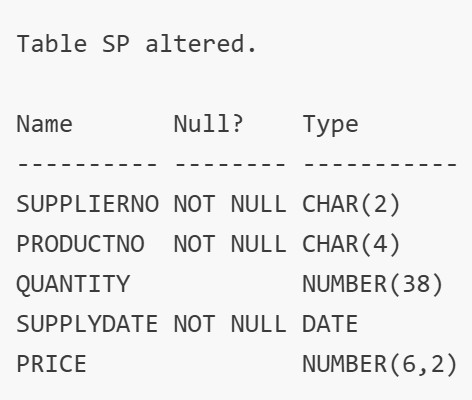 Table SP altered.
Name       Null?    Type
---------- -------- -----------
SUPPLIERNO NOT NULL CHAR(2)
PRODUCTNO  NOT NULL CHAR(4)
QUANTITY            NUMBER(38)
SUPPLYDATE NOT NULL DATE
PRICE               NUMBER(6,2)